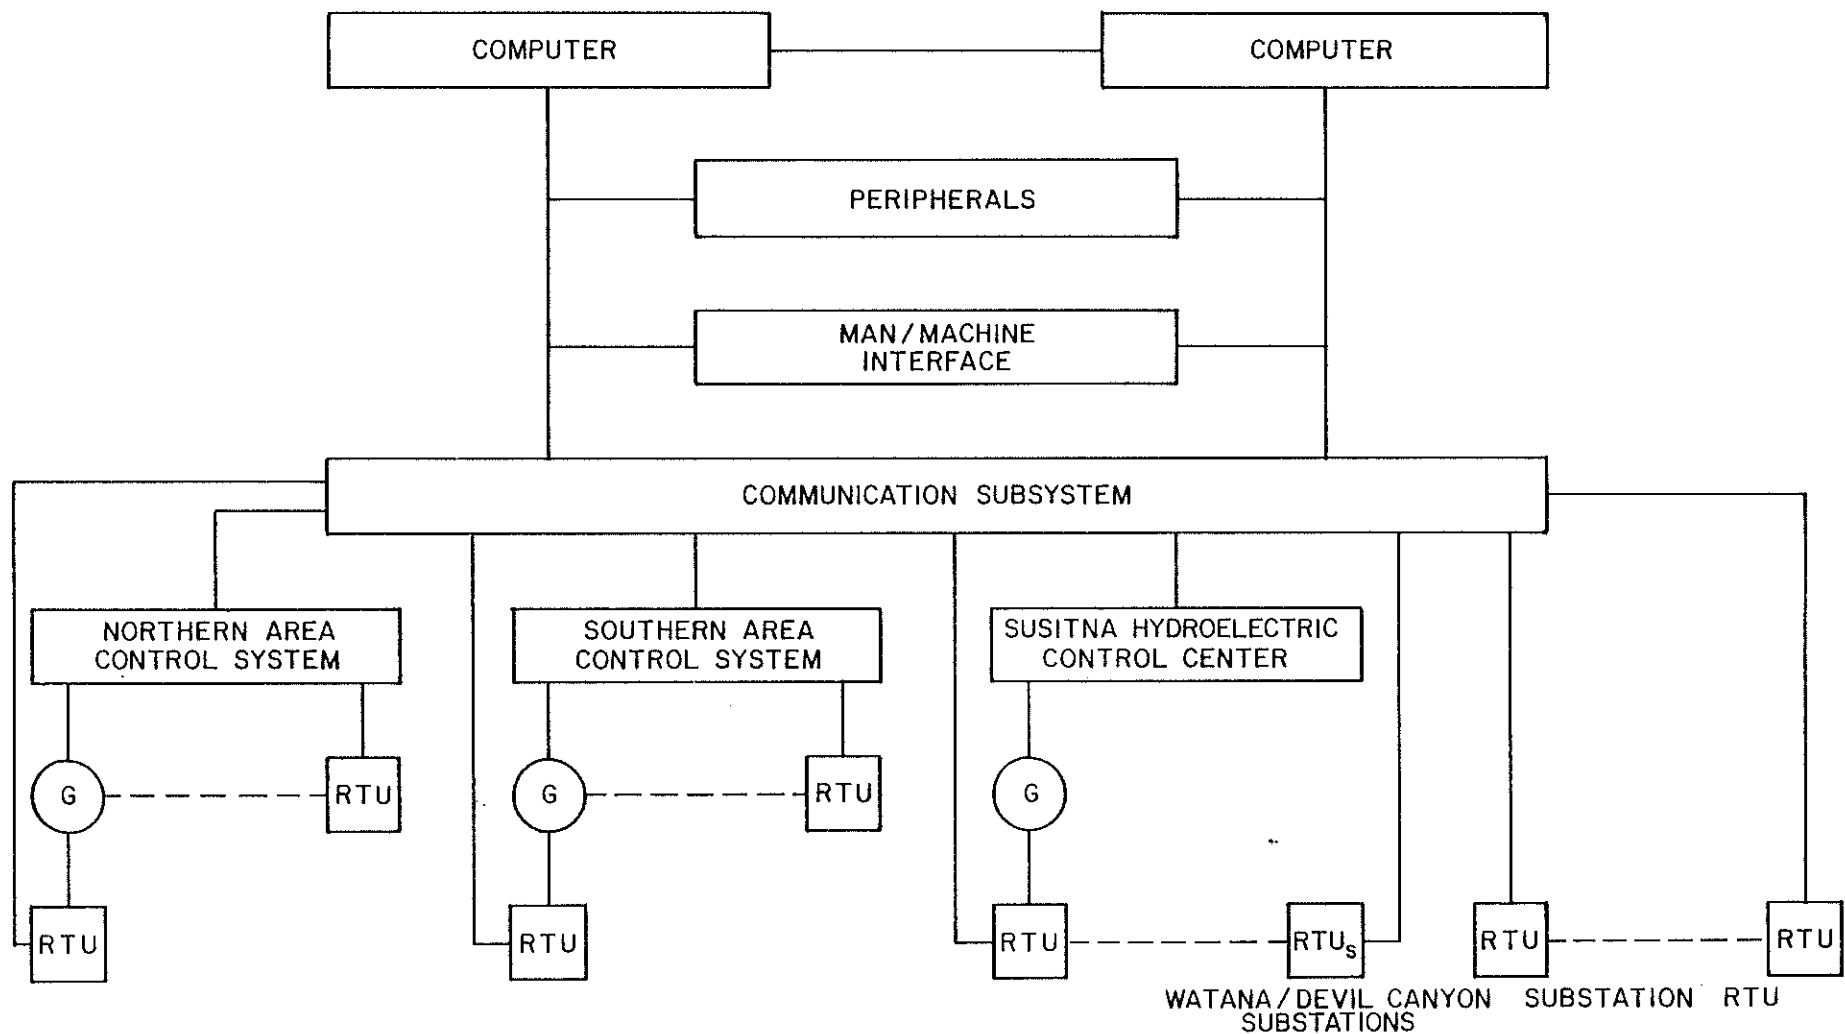 COMPUTER
COMPUTER
PERIPHERALS
MAN/MACHINE
INTERFACE
COMMUNICATION SUBSYSTEM
NORTHERN AREA
CONTROL SYSTEM
SOUTHERN AREA
CONTROL SYSTEM
SUSITNA HYDROELECTRIC
CONTROL CENTER
G
RTU
G
RTU
G
RTU
RTU
RTU
RTUs
RTU
RTU
WATANA/DEVIL CANYON
SUBSTATIONS
SUBSTATION RTU